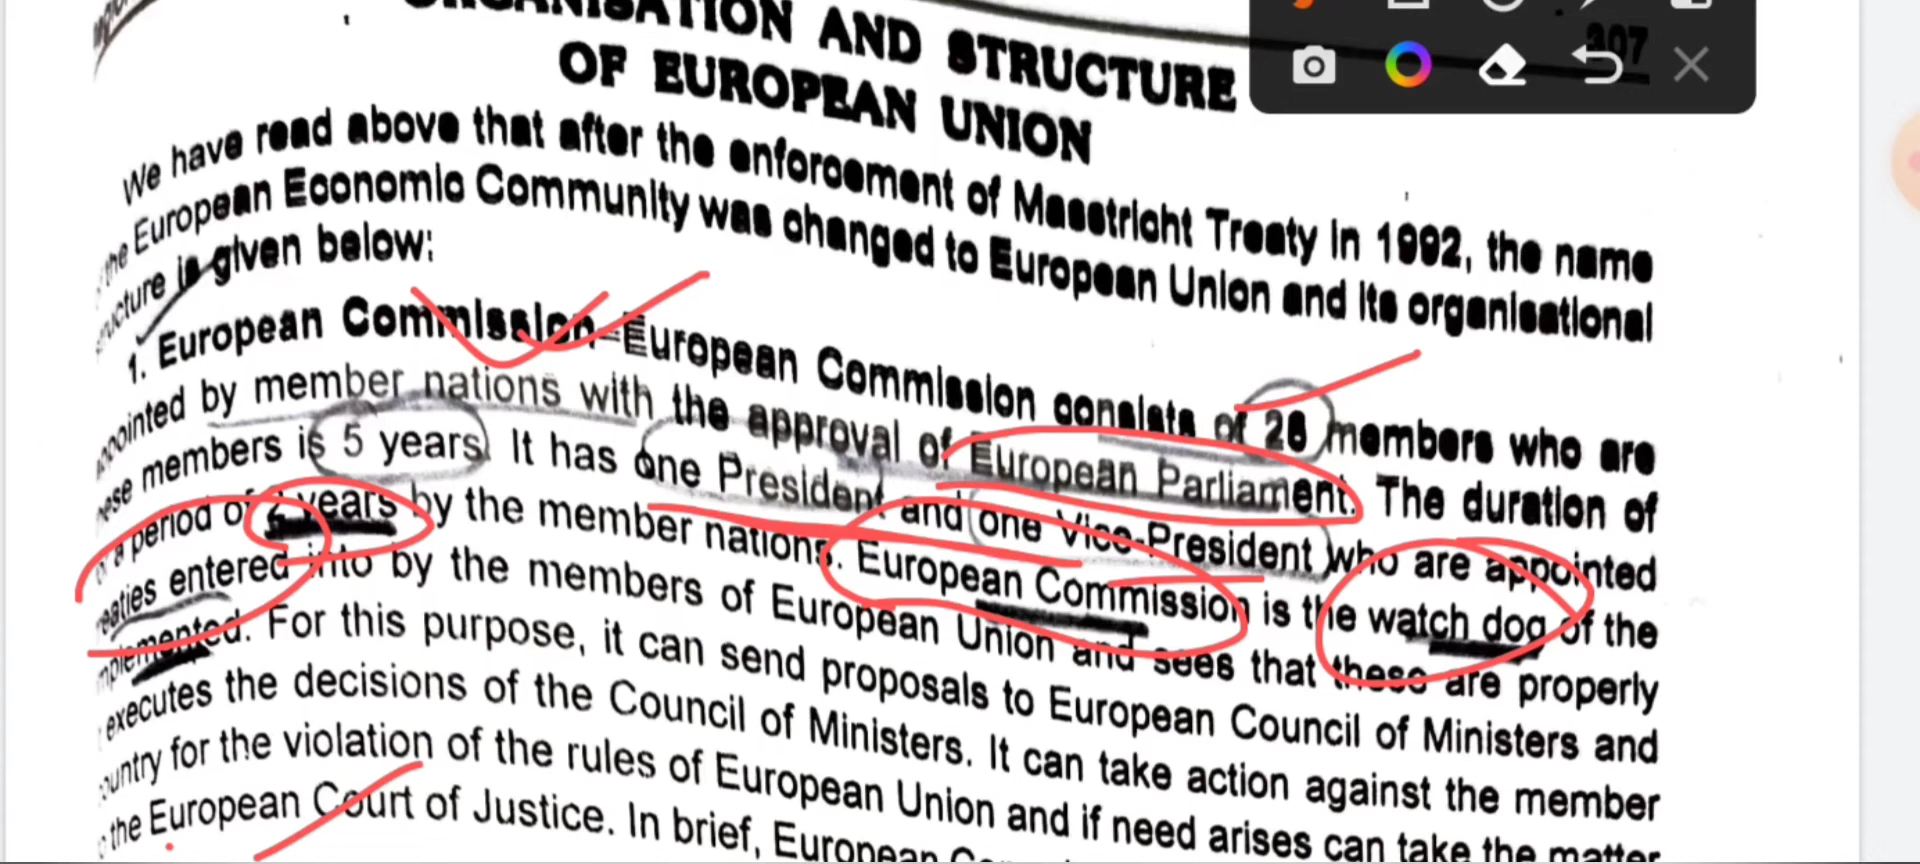 ORGANISATION AND STRUCTURE
OF EUROPEAN UNION
307
We have read above that after the enforcement of Maastricht Treaty in 1992, the name
the European Economic Community was changed to European Union and its organisational
structure is given below:
1. European Commission–European Commission consists of 28 members who are
appointed by member nations with the approval of European Parliament. The duration of
these members is 5 years. It has one President and one Vice-President who are appointed
a period of 2 years by the member nations. European Commission is the watch dog of the
treaties entered into by the members of European Union and sees that these are properly
implemented. For this purpose, it can send proposals to European Council of Ministers and
executes the decisions of the Council of Ministers. It can take action against the member
country for the violation of the rules of European Union and if need arises can take the matter
the European Court of Justice. In brief, European